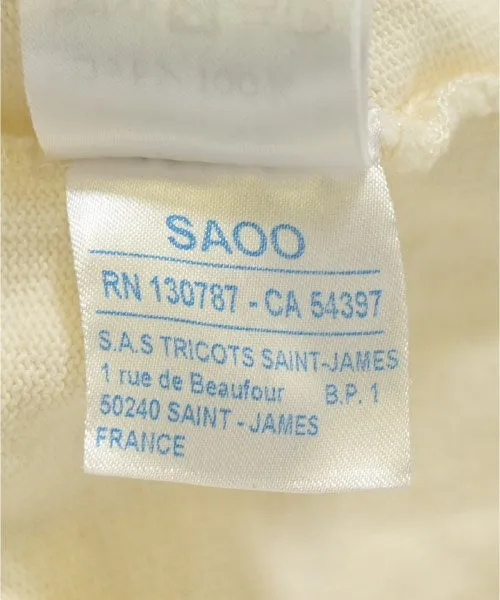 SAOO
RN 130787 - CA 54397
S.A.S TRICOTS SAINT-JAMES
1 rue de Beaufour B.P. 1
50240 SAINT - JAMES
FRANCE